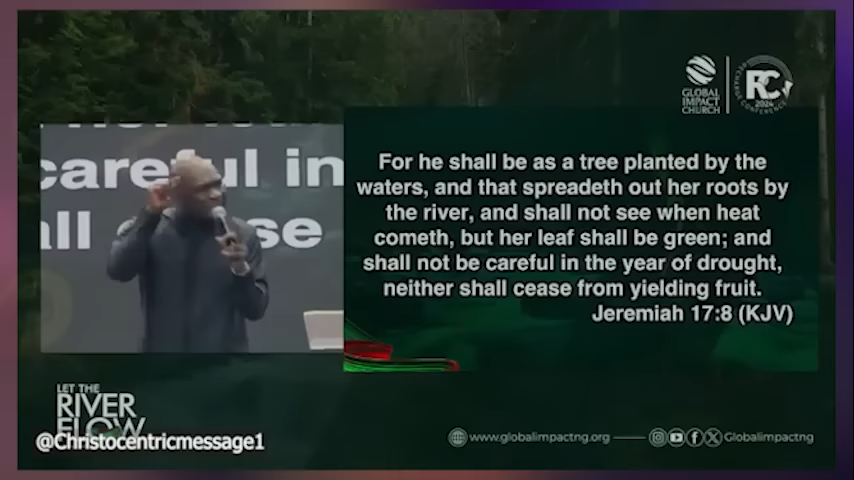 GLOBAL
IMPACT
CHURCH
RECHARGE
CONFERENCE
2024
careful in
all cease
For he shall be as a tree planted by the
waters, and that spreadeth out her roots by
the river, and shall not see when heat
cometh, but her leaf shall be green; and
shall not be careful in the year of drought,
neither shall cease from yielding fruit.
Jeremiah 17:8 (KJV)
LET THE
RIVER
FLOW
@Christocentricmessage1
www.globalimpactng.org
Globalimpactng